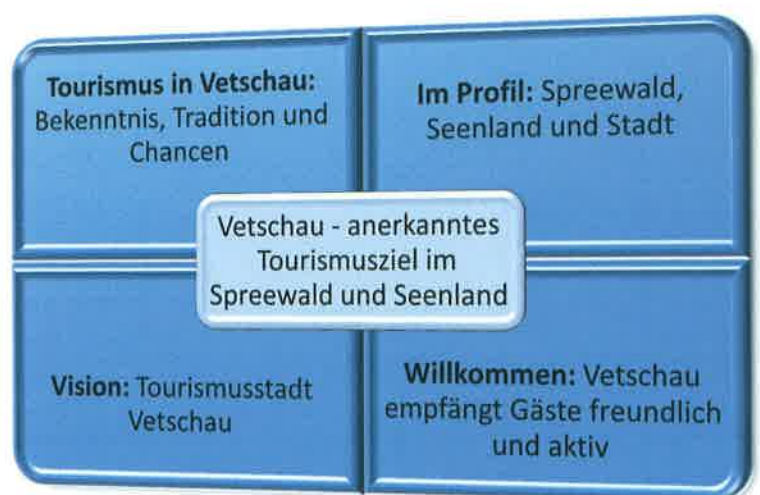 Tourismus in Vetschau:
Bekenntnis, Tradition und
Chancen
Im Profil: Spreewald,
Seenland und Stadt
Vetschau - anerkanntes
Tourismusziel im
Spreewald und Seenland
Vision: Tourismusstadt
Vetschau
Willkommen: Vetschau
empfängt Gäste freundlich
und aktiv